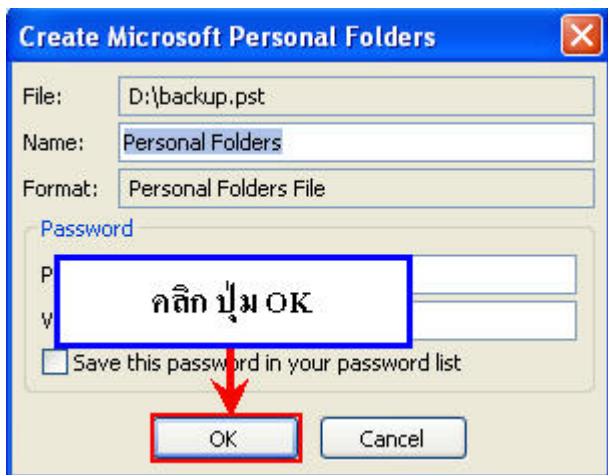 Create Microsoft Personal Folders
File: D:\backup.pst
Name: Personal Folders
Format: Personal Folders File
Password
คลิก ปุ่ม OK
Save this password in your password list
OK Cancel